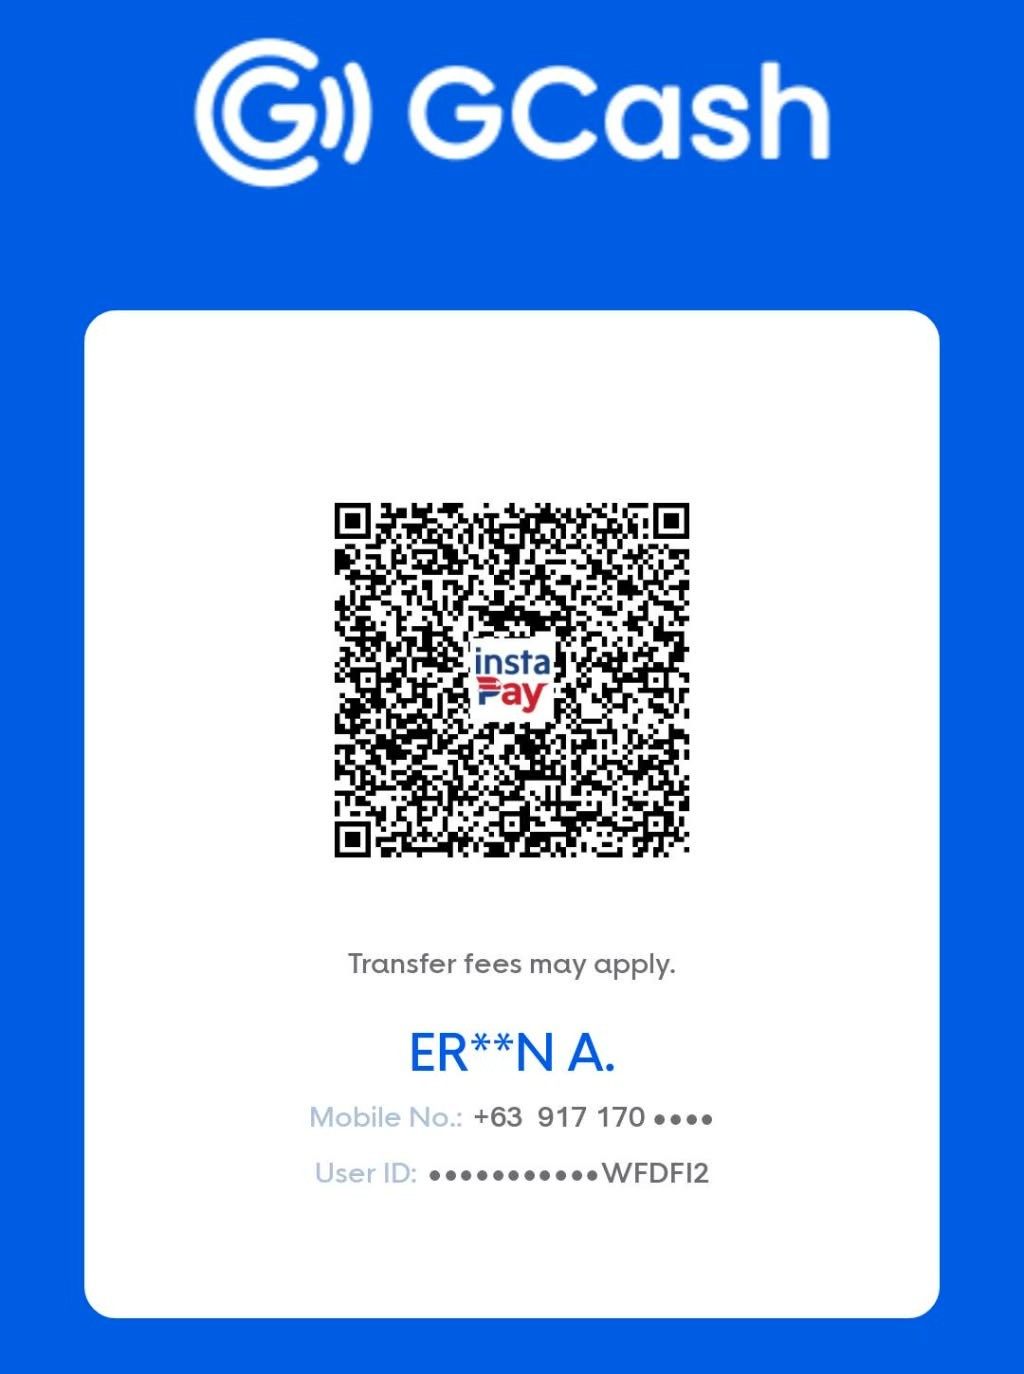 GCash
insta
Pay
Transfer fees may apply.
ER**N A.
Mobile No.: +63 917 170 ••••
User ID: •••••••••••WFDFI2